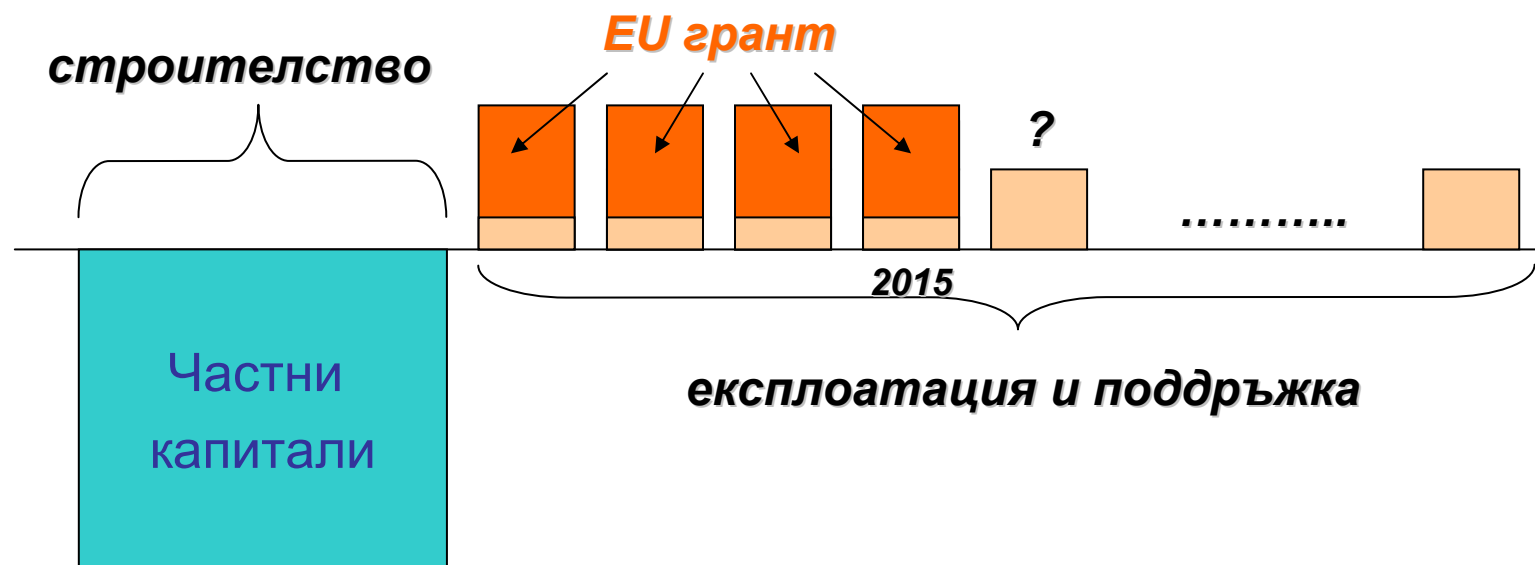 EU грант
строителство
?
………..
2015
Частни
капитали
експлоатация и поддръжка